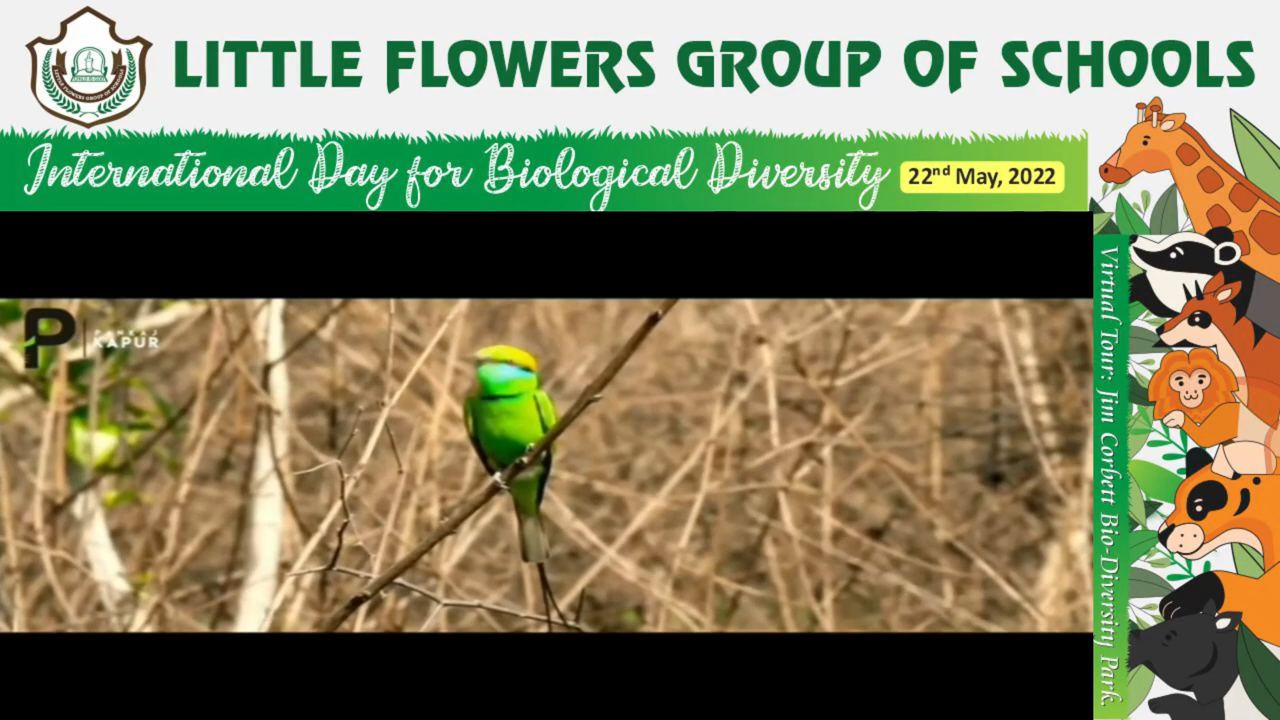 LITTLE FLOWERS GROUP OF SCHOOLS
International Day for Biological Diversity
22nd May, 2022
P PANKAJ
KAPUR
Virtual Tour: Jim Corbett Bio-Diversity Park.